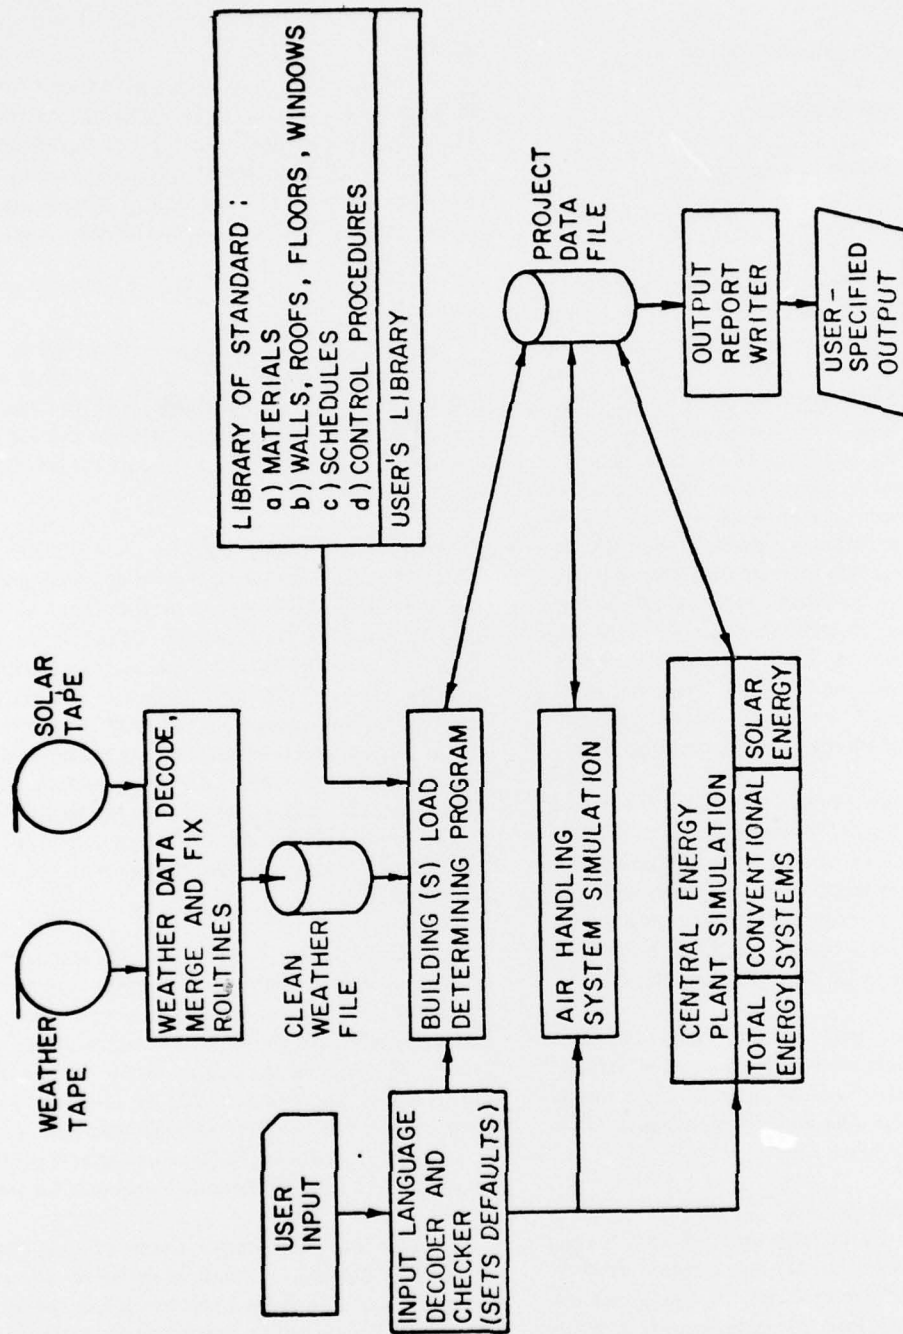 WEATHER
TAPE
SOLAR
TAPE
WEATHER DATA DECODE,
MERGE AND FIX
ROUTINES
CLEAN
WEATHER
FILE
LIBRARY OF STANDARD :
a) MATERIALS
b) WALLS, ROOFS, FLOORS, WINDOWS
c) SCHEDULES
d) CONTROL PROCEDURES
USER'S LIBRARY
USER
INPUT
INPUT LANGUAGE
DECODER AND
CHECKER
(SETS DEFAULTS)
BUILDING (S) LOAD
DETERMINING PROGRAM
AIR HANDLING
SYSTEM SIMULATION
CENTRAL ENERGY
PLANT SIMULATION
TOTAL
ENERGY
CONVENTIONAL
SYSTEMS
SOLAR
ENERGY
PROJECT
DATA
FILE
OUTPUT
REPORT
WRITER
USER-
SPECIFIED
OUTPUT